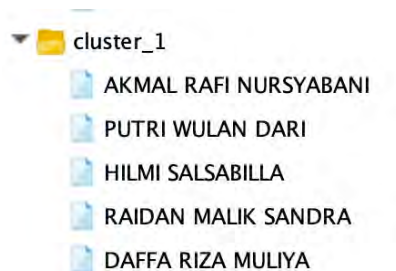 cluster_1
AKMAL RAFI NURSYABANI
PUTRI WULAN DARI
HILMI SALSABILLA
RAIDAN MALIK SANDRA
DAFFA RIZA MULIYA